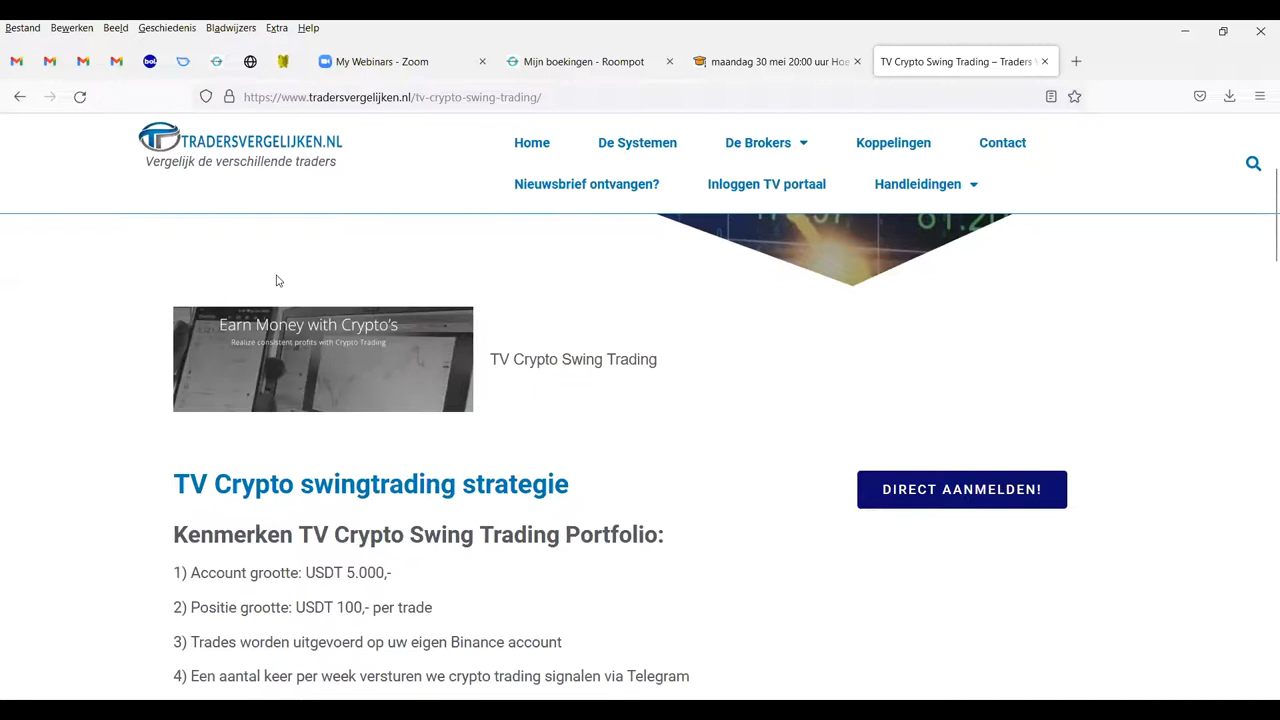 Bestand Bewerken Beeld Geschiedenis Bladwijzers Extra Help
My Webinars - Zoom
Mijn boekingen - Roompot
maandag 30 mei 20:00 uur Hoe
TV Crypto Swing Trading – Traders
https://www.tradersvergelijken.nl/tv-crypto-swing-trading/
TRADERSVERGELIJKEN.NL
Vergelijk de verschillende traders
Home De Systemen De Brokers Koppelingen Contact
Nieuwsbrief ontvangen? Inloggen TV portaal Handleidingen
Earn Money with Crypto's
Realize consistent profits with Crypto Trading
TV Crypto Swing Trading
TV Crypto swingtrading strategie
DIRECT AANMELDEN!
Kenmerken TV Crypto Swing Trading Portfolio:
1) Account grootte: USDT 5.000,-
2) Positie grootte: USDT 100,- per trade
3) Trades worden uitgevoerd op uw eigen Binance account
4) Een aantal keer per week versturen we crypto trading signalen via Telegram